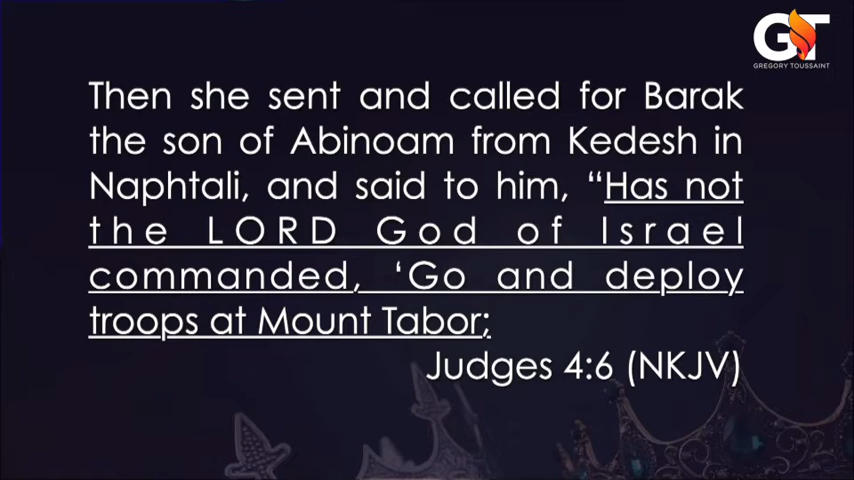 GT
GREGORY TOUSSAINT
Then she sent and called for Barak
the son of Abinoam from Kedesh in
Naphtali, and said to him, “Has not
the LORD God of Israel
commanded, ‘Go and deploy
troops at Mount Tabor;
Judges 4:6 (NKJV)